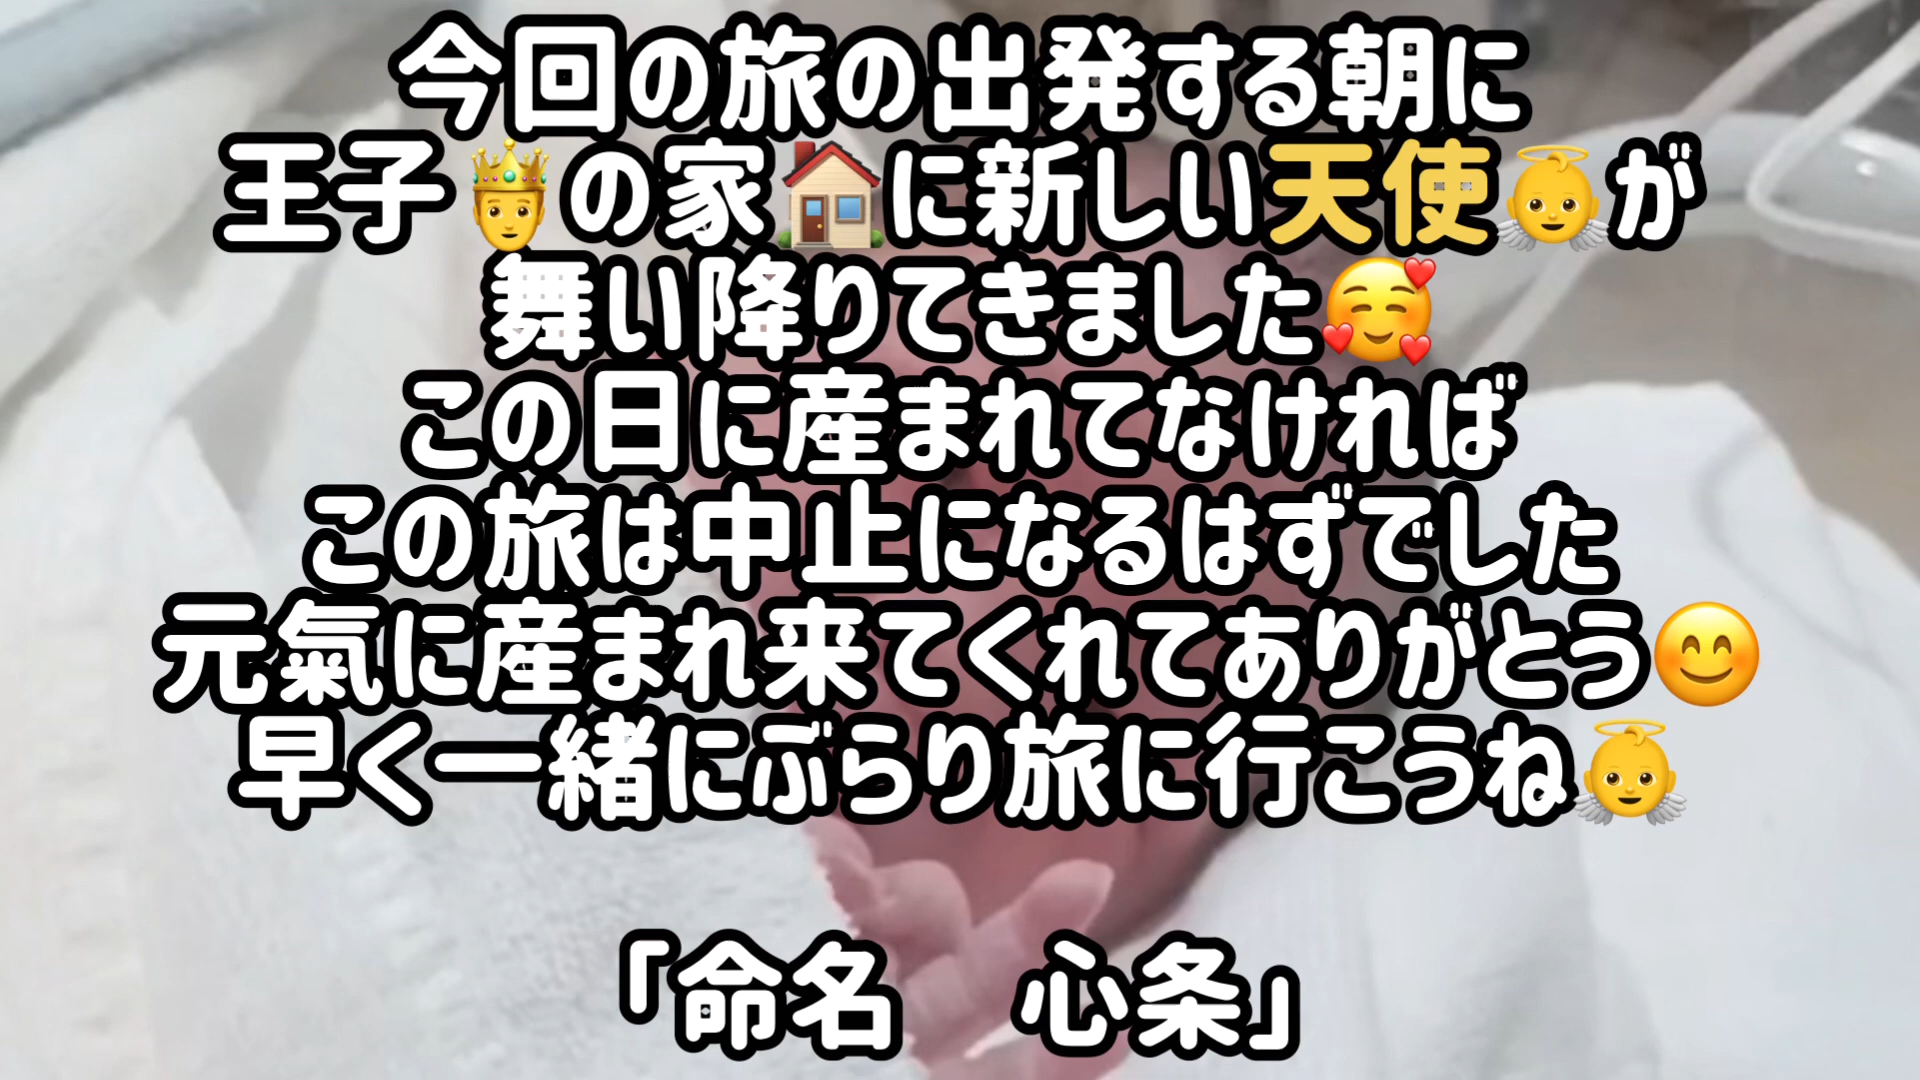 今回の旅の出発する朝に
王子🤴の家🏠に新しい天使👼が
舞い降りてきました🥰
この日に産まれてなければ
この旅は中止になるはずでした
元氣に産まれ来てくれてありがとう😊
早く一緒にぶらり旅に行こうね👼
「命名　心条」